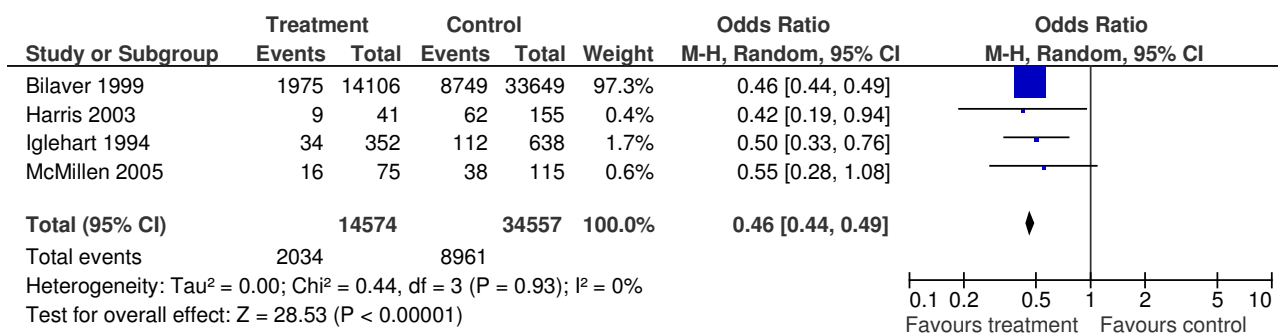 Treatment Control Odds Ratio Odds Ratio
Study or Subgroup Events Total Events Total Weight M-H, Random, 95% CI M-H, Random, 95% CI
Bilaver 1999 1975 14106 8749 33649 97.3% 0.46 [0.44, 0.49]
Harris 2003 9 41 62 155 0.4% 0.42 [0.19, 0.94]
Iglehart 1994 34 352 112 638 1.7% 0.50 [0.33, 0.76]
McMillen 2005 16 75 38 115 0.6% 0.55 [0.28, 1.08]
Total (95% CI) 14574 34557 100.0% 0.46 [0.44, 0.49]
Total events 2034 8961
Heterogeneity: Tau² = 0.00; Chi² = 0.44, df = 3 (P = 0.93); I² = 0%
Test for overall effect: Z = 28.53 (P < 0.00001)
0.1 0.2 0.5 1 2 5 10
Favours treatment Favours control